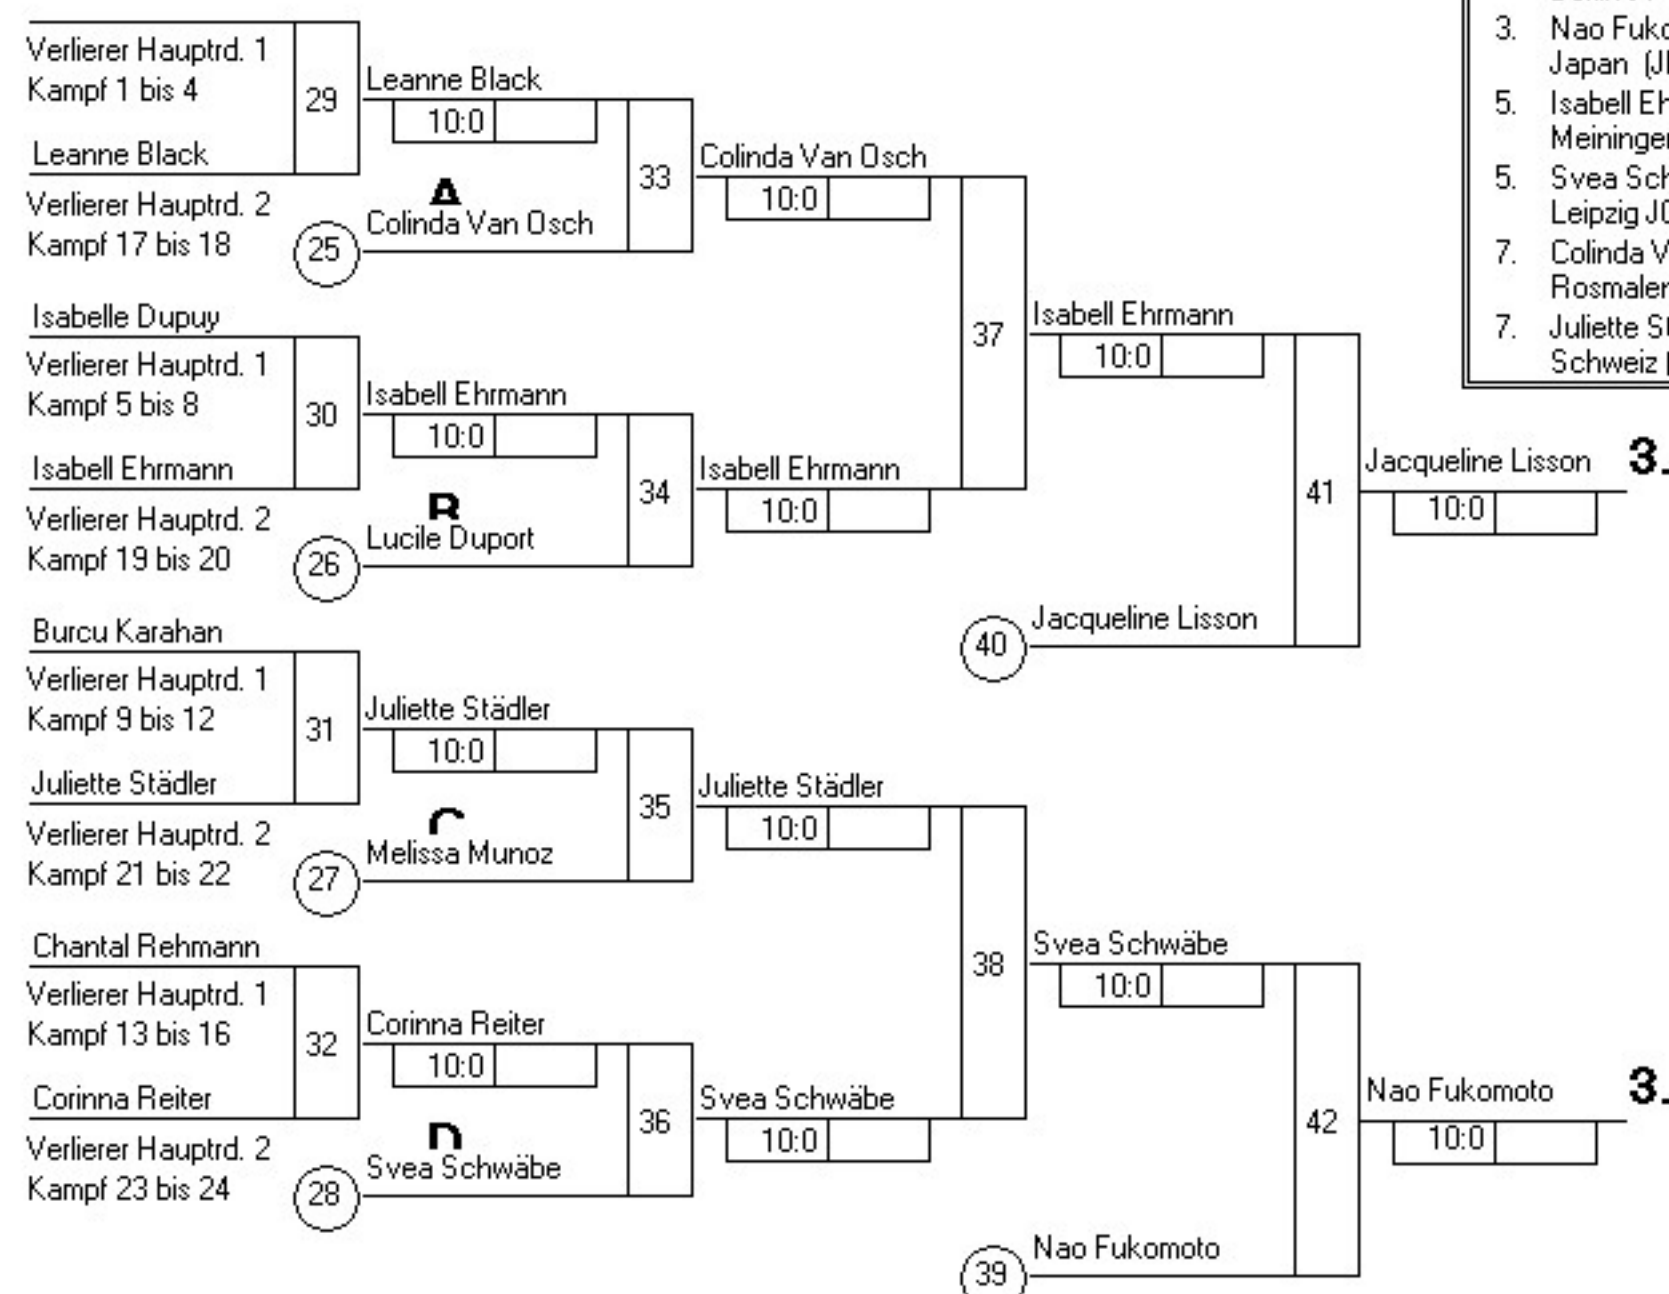 Verlierer Hauptrd. 1
Kampf 1 bis 4
29
Leanne Black
Leanne Black
10:0
Verlierer Hauptrd. 2
Kampf 17 bis 18
A
25
Colinda Van Osch
33
Colinda Van Osch
10:0
Isabelle Dupuy
Verlierer Hauptrd. 1
Kampf 5 bis 8
30
Isabell Ehrmann
Isabell Ehrmann
10:0
Verlierer Hauptrd. 2
Kampf 19 bis 20
B
26
Lucile Duport
34
Isabell Ehrmann
10:0
37
Isabell Ehrmann
10:0
40
Jacqueline Lisson
41
Jacqueline Lisson
10:0
3.
Burcu Karahan
Verlierer Hauptrd. 1
Kampf 9 bis 12
31
Juliette Städler
Juliette Städler
10:0
Verlierer Hauptrd. 2
Kampf 21 bis 22
C
27
Melissa Munoz
35
Juliette Städler
10:0
Chantal Rehmann
Verlierer Hauptrd. 1
Kampf 13 bis 16
32
Corinna Reiter
Corinna Reiter
10:0
Verlierer Hauptrd. 2
Kampf 23 bis 24
D
28
Svea Schwäbe
36
Svea Schwäbe
10:0
38
Svea Schwäbe
10:0
39
Nao Fukomoto
42
Nao Fukomoto
10:0
3.
3. Nao Fuko
Japan (J
5. Isabell Eh
Meininge
5. Svea Sch
Leipzig J
7. Colinda V
Rosmale
7. Juliette S
Schweiz (